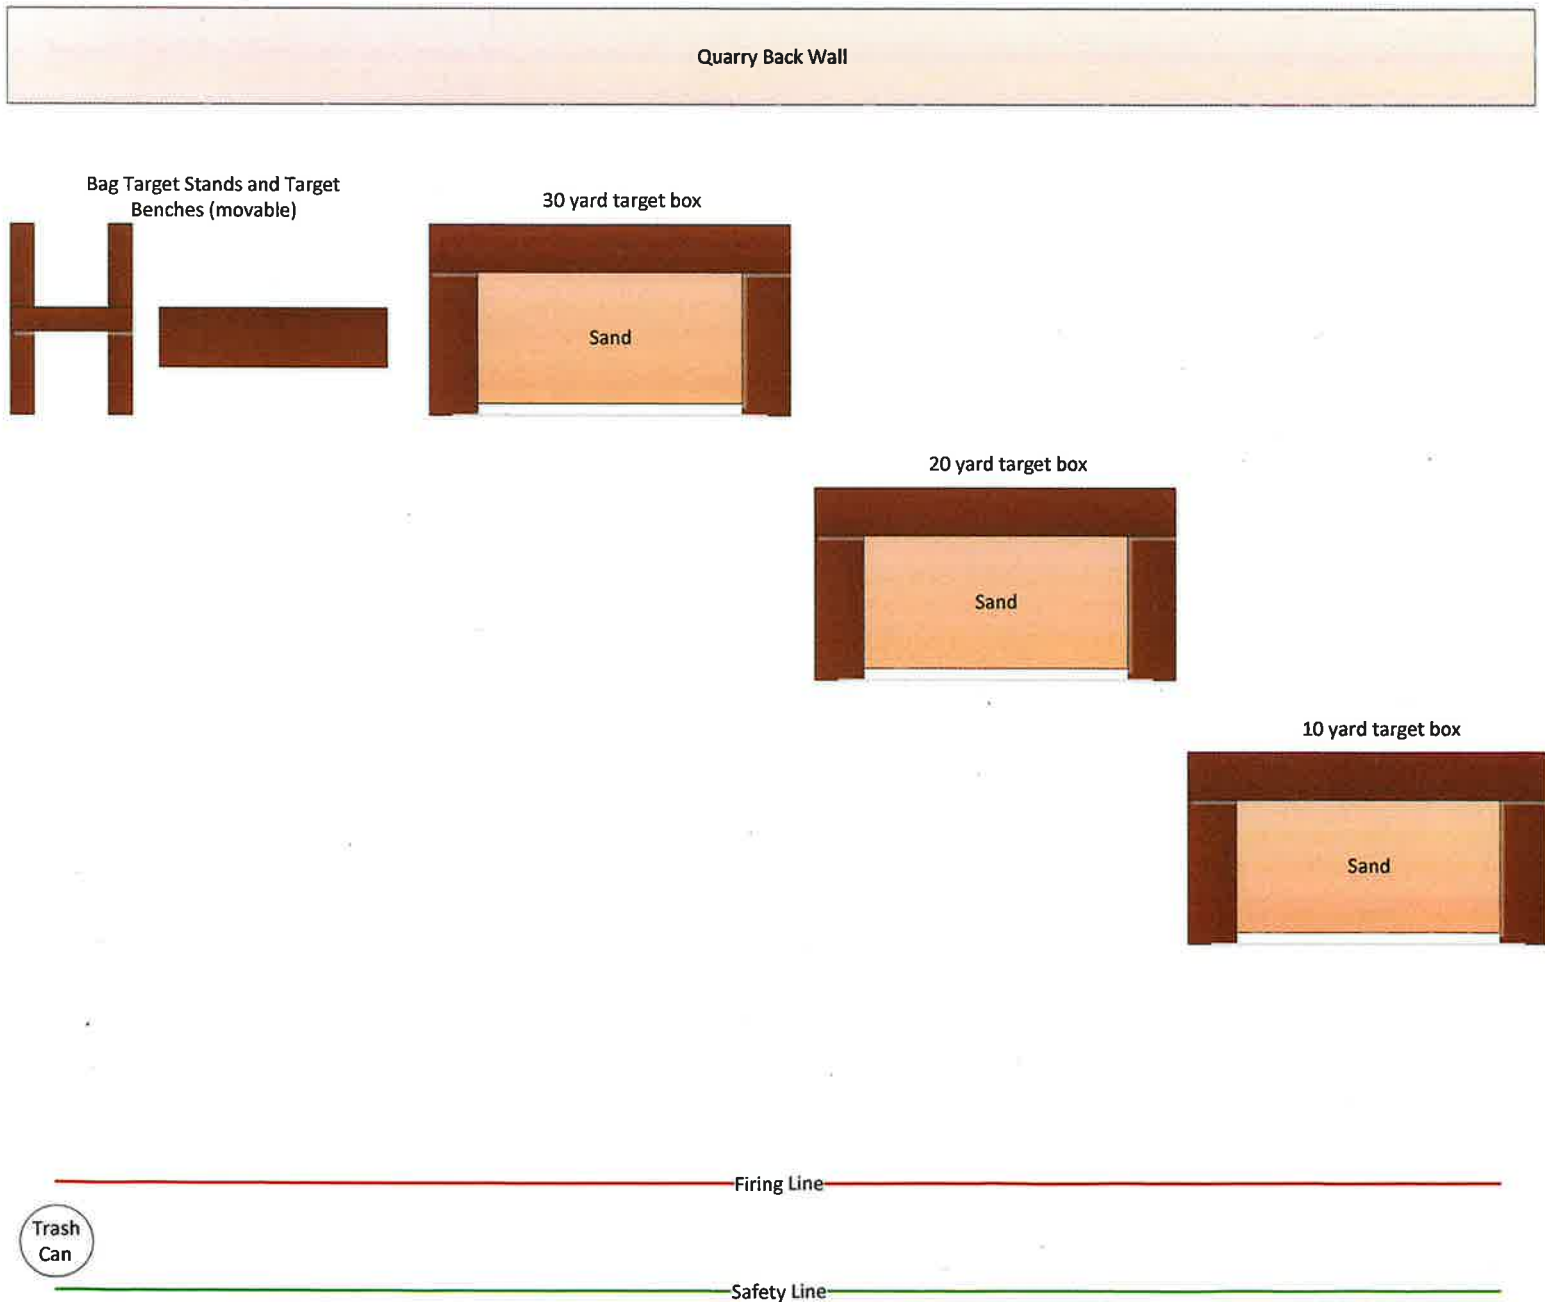 Quarry Back Wall
Bag Target Stands and Target
Benches (movable)
30 yard target box
Sand
20 yard target box
Sand
10 yard target box
Sand
Firing Line
Trash
Can
Safety Line